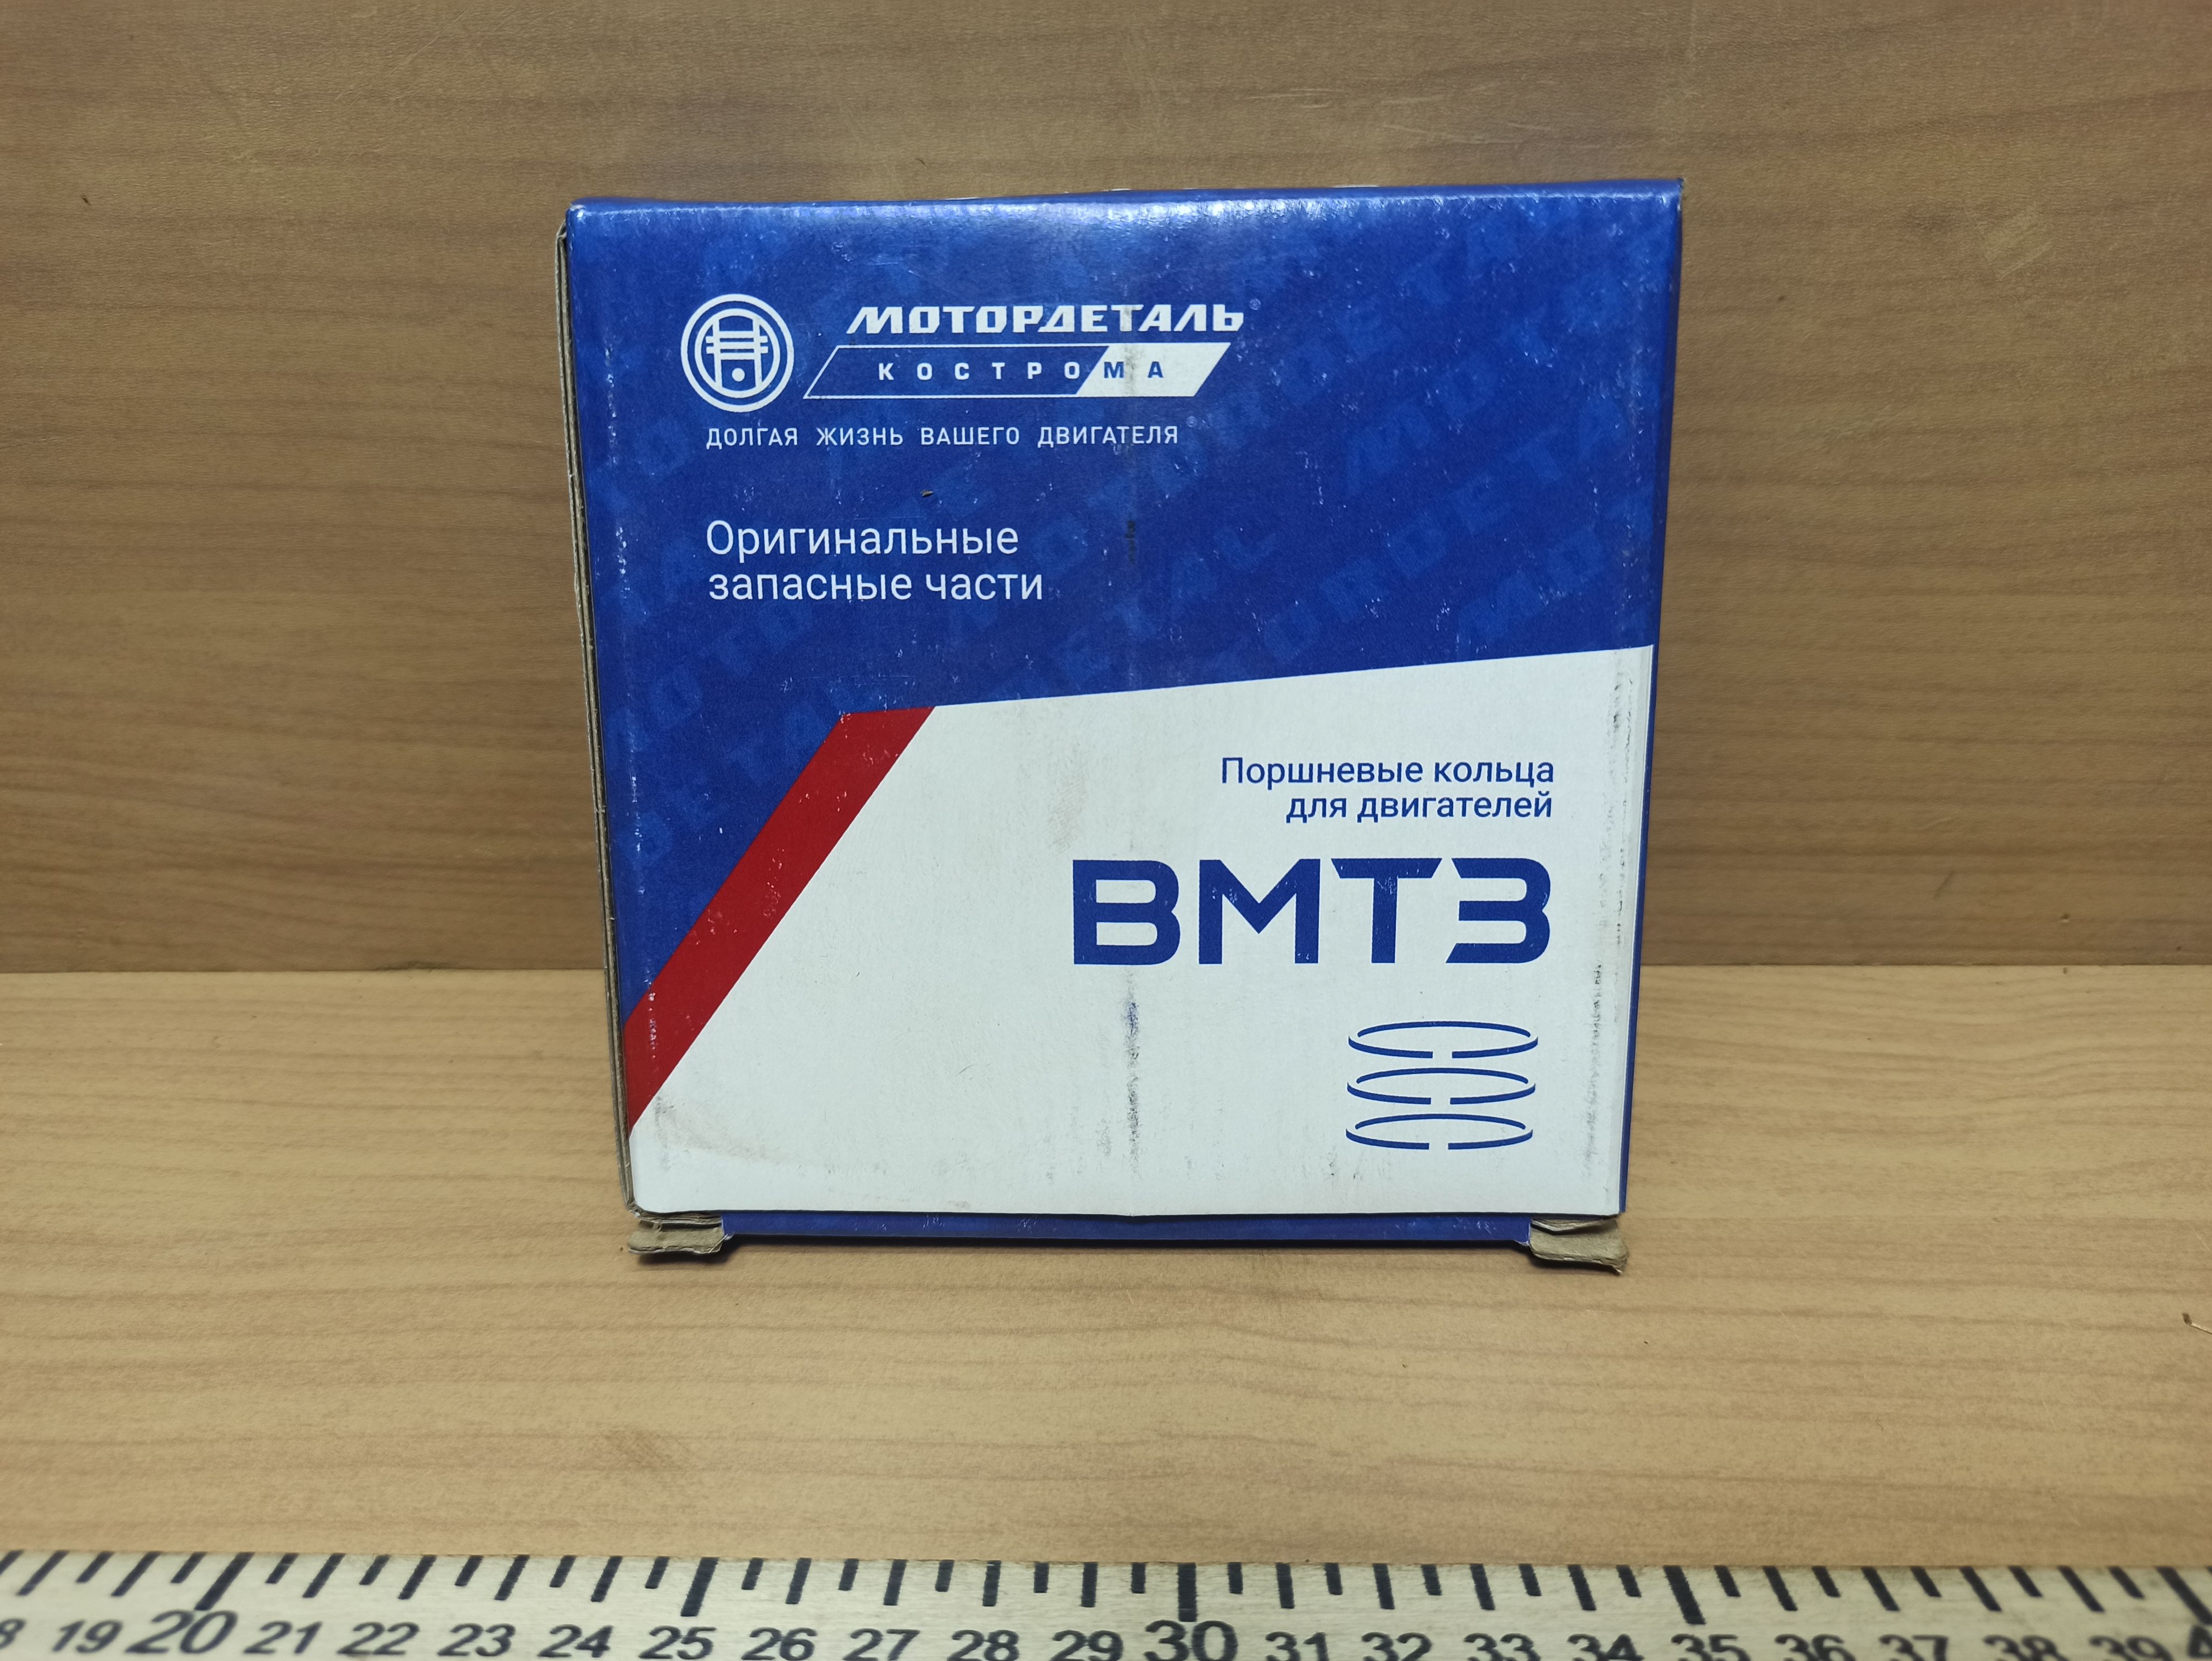 МОТОРДЕТАЛЬ®
КОСТРОМА
ДОЛГАЯ ЖИЗНЬ ВАШЕГО ДВИГАТЕЛЯ®
Оригинальные
запасные части
Поршневые кольца
для двигателей
ВМТЗ
19 20 21 22 23 24 25 26 27 28 29 30 31 32 33 34 35 36 37 38 39